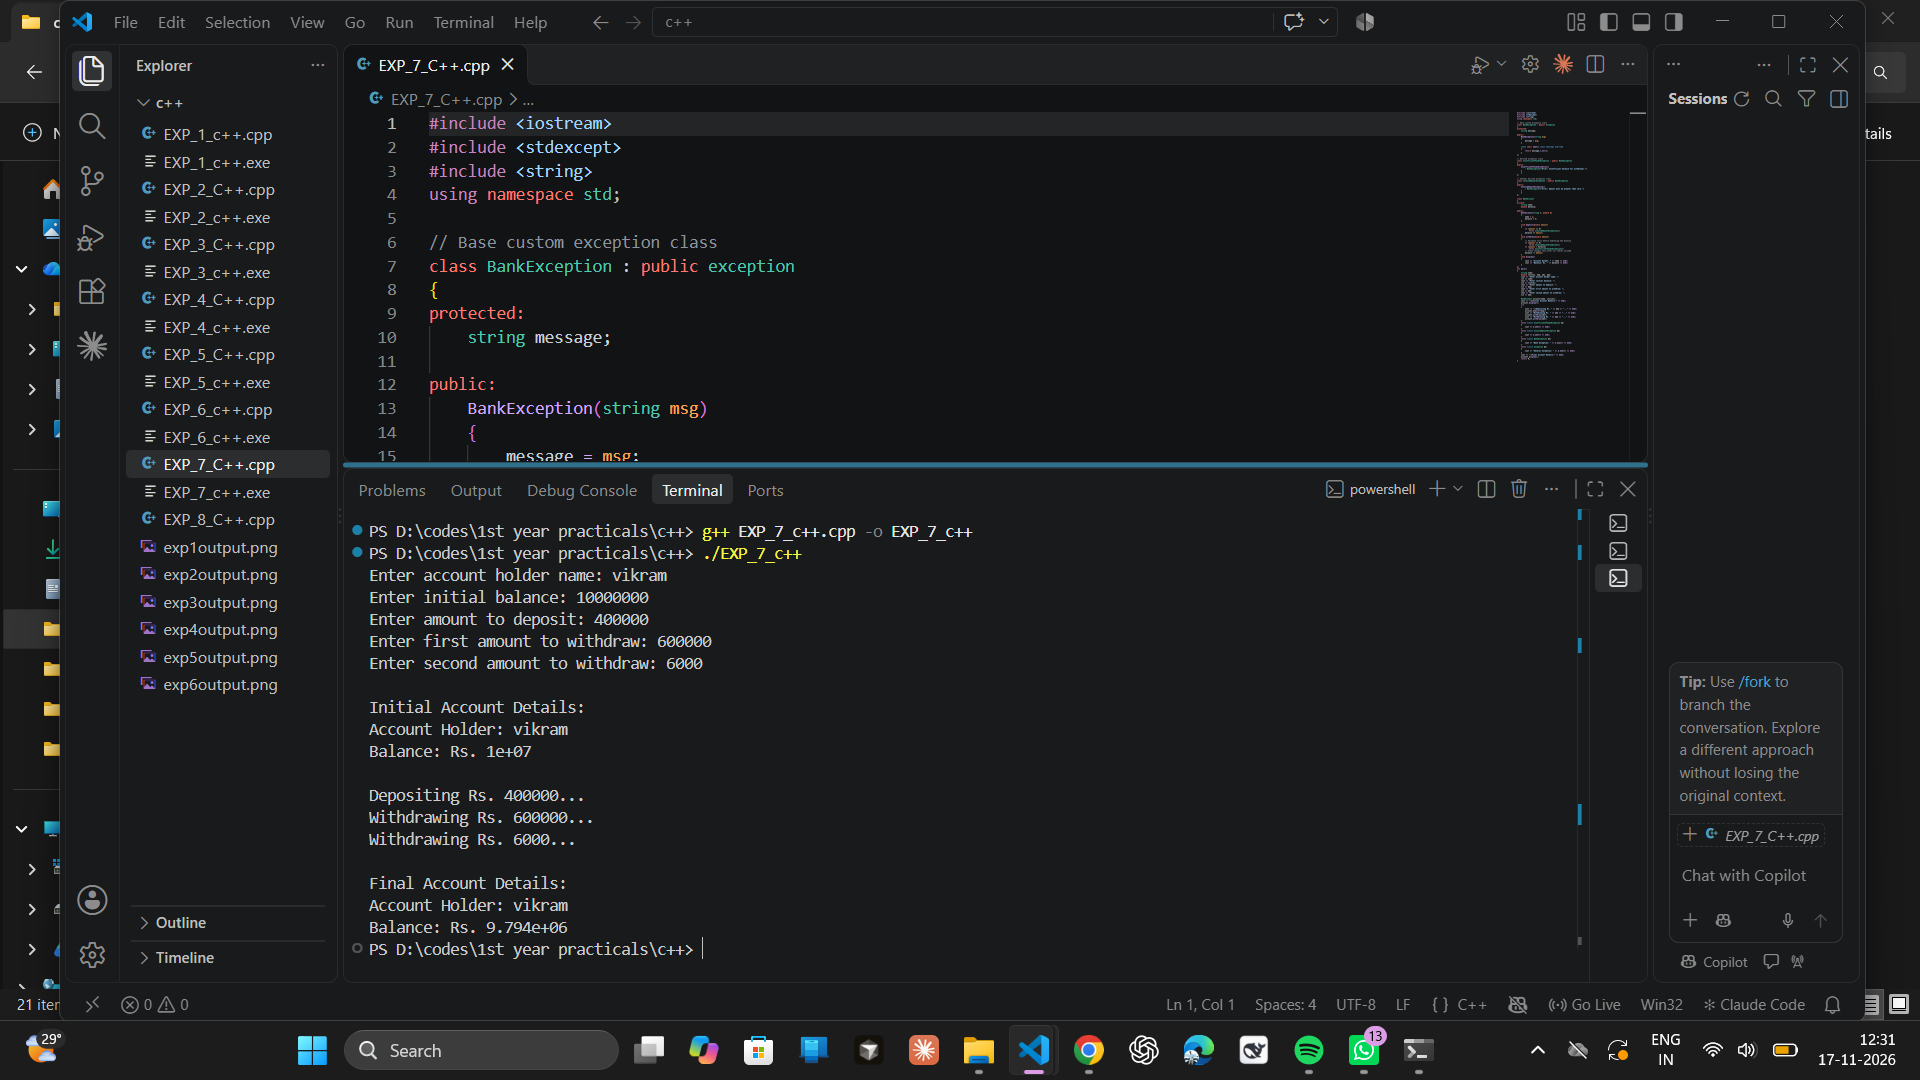 File Edit Selection View Go Run Terminal Help
c++
Explorer
c++
EXP_1_c++.cpp
EXP_1_c++.exe
EXP_2_C++.cpp
EXP_2_c++.exe
EXP_3_C++.cpp
EXP_3_c++.exe
EXP_4_C++.cpp
EXP_4_c++.exe
EXP_5_C++.cpp
EXP_5_c++.exe
EXP_6_c++.cpp
EXP_6_c++.exe
EXP_7_C++.cpp
EXP_7_c++.exe
EXP_8_C++.cpp
exp1output.png
exp2output.png
exp3output.png
exp4output.png
exp5output.png
exp6output.png
Outline
Timeline
EXP_7_C++.cpp
EXP_7_C++.cpp > ...
1 #include <iostream>
2 #include <stdexcept>
3 #include <string>
4 using namespace std;
5
6 // Base custom exception class
7 class BankException : public exception
8 {
9 protected:
10 string message;
11
12 public:
13 BankException(string msg)
14 {
15 message = msg;
Problems Output Debug Console Terminal Ports
powershell
PS D:\codes\1st year practicals\c++> g++ EXP_7_c++.cpp -o EXP_7_c++
PS D:\codes\1st year practicals\c++> ./EXP_7_c++
Enter account holder name: vikram
Enter initial balance: 10000000
Enter amount to deposit: 400000
Enter first amount to withdraw: 600000
Enter second amount to withdraw: 6000
Initial Account Details:
Account Holder: vikram
Balance: Rs. 1e+07
Depositing Rs. 400000...
Withdrawing Rs. 600000...
Withdrawing Rs. 6000...
Final Account Details:
Account Holder: vikram
Balance: Rs. 9.794e+06
PS D:\codes\1st year practicals\c++>
Sessions
tails
Tip: Use /fork to
branch the
conversation. Explore
a different approach
without losing the
original context.
EXP_7_C++.cpp
Chat with Copilot
Copilot
21 iter
0 0
Ln 1, Col 1 Spaces: 4 UTF-8 LF {} C++ Go Live Win32 Claude Code
29°
Search
13
ENG
IN
12:31
17-11-2026